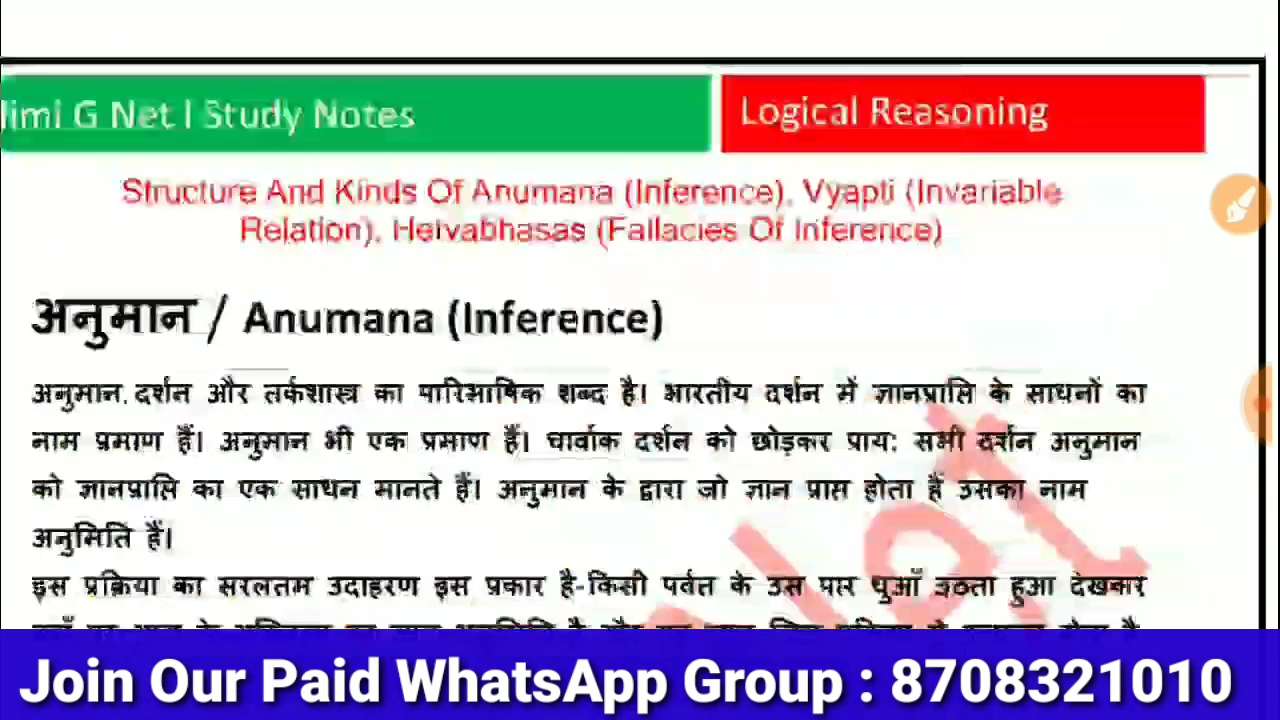 G Net l Study Notes
Logical Reasoning
Structure And Kinds Of Anumana (Inference), Vyapti (Invariable
Relation), Hetvabhasas (Fallacies Of Inference)
अनुमान / Anumana (Inference)
अनुमान, दर्शन और तर्कशास्त्र का पारिभाषिक शब्द है। भारतीय दर्शन में ज्ञानप्राप्ति के साधनों का
नाम प्रमाण हैं। अनुमान भी एक प्रमाण हैं। चार्वाक दर्शन को छोड़कर प्राय: सभी दर्शन अनुमान
को ज्ञानप्राप्ति का एक साधन मानते हैं। अनुमान के द्वारा जो ज्ञान प्राप्त होता हैं उसका नाम
अनुमिति हैं।
इस प्रक्रिया का सरलतम उदाहरण इस प्रकार है-किसी पर्वत के उस पार धुआँ उठता हुआ देखकर
Join Our Paid WhatsApp Group : 8708321010